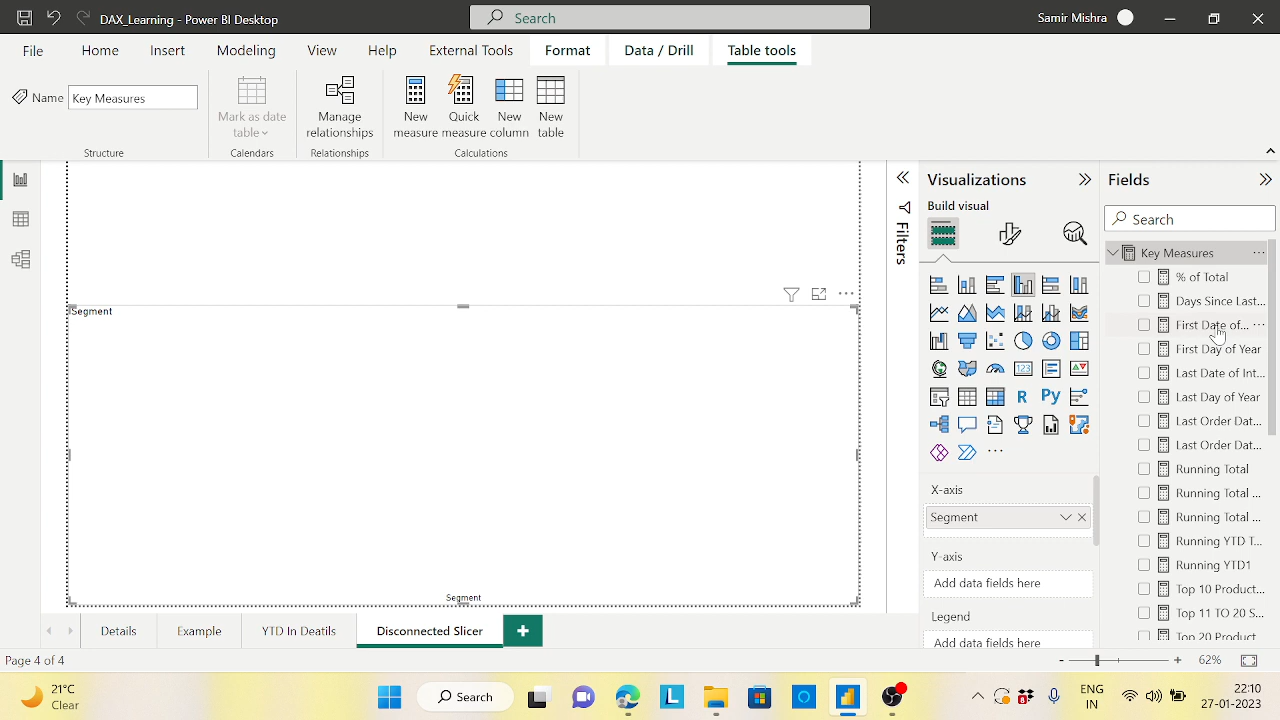 DAX_Learning - Power BI Desktop
Search
Samir Mishra
File
Home
Insert
Modeling
View
Help
External Tools
Format
Data / Drill
Table tools
Name
Key Measures
Mark as date
table
Manage
relationships
New
measure
Quick
measure
New
column
New
table
Structure
Calendars
Relationships
Calculations
Segment
Segment
Filters
Visualizations
Build visual
123
R
Py
X-axis
Segment
Y-axis
Add data fields here
Legend
Add data fields here
Fields
Search
Key Measures
% of Total
Days Since Last...
First Date of...
First Day of Year
Last Date of Int...
Last Day of Year
Last Order Dat...
Last Order Dat...
Running Total
Running Total ...
Running Total ...
Running YTD T...
Running YTD1
Top 10 Product...
Top 11 TO 20 S...
Top 20 Product
Details
Example
YTD In Deatils
Disconnected Slicer
Page 4 of 4
62%
21°C
Clear
Search
L
ENG
IN
22:10
27-01-2023